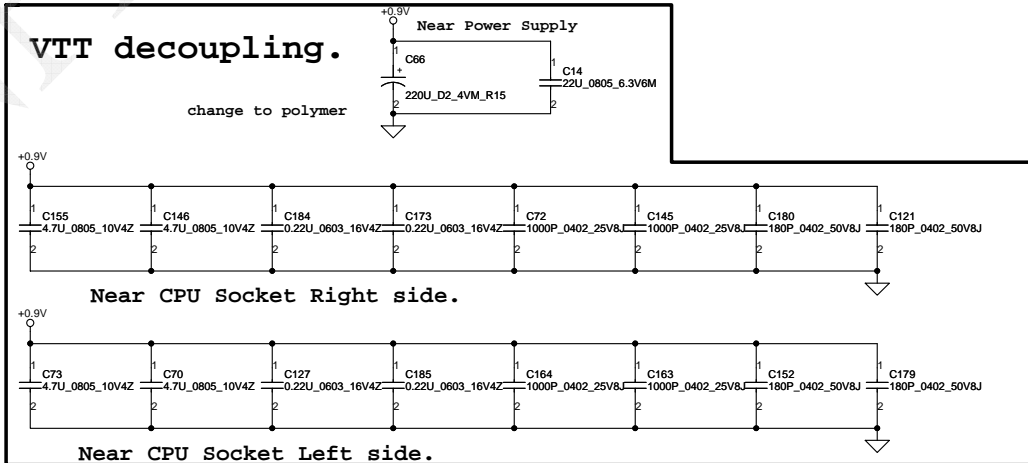 +0.9V
Near Power Supply
VTT decoupling.
1
C66
+
220U_D2_4VM_R15
2
1
C14
22U_0805_6.3V6M
2
change to polymer
+0.9V
1 1 1 1 1 1 1 1
C155 C146 C184 C173 C72 C145 C180 C121
4.7U_0805_10V4Z 4.7U_0805_10V4Z 0.22U_0603_16V4Z 0.22U_0603_16V4Z 1000P_0402_25V8J 1000P_0402_25V8J 180P_0402_50V8J 180P_0402_50V8J
2 2 2 2 2 2 2 2
Near CPU Socket Right side.
+0.9V
1 1 1 1 1 1 1 1
C73 C70 C127 C185 C164 C163 C152 C179
4.7U_0805_10V4Z 4.7U_0805_10V4Z 0.22U_0603_16V4Z 0.22U_0603_16V4Z 1000P_0402_25V8J 1000P_0402_25V8J 180P_0402_50V8J 180P_0402_50V8J
2 2 2 2 2 2 2 2
Near CPU Socket Left side.